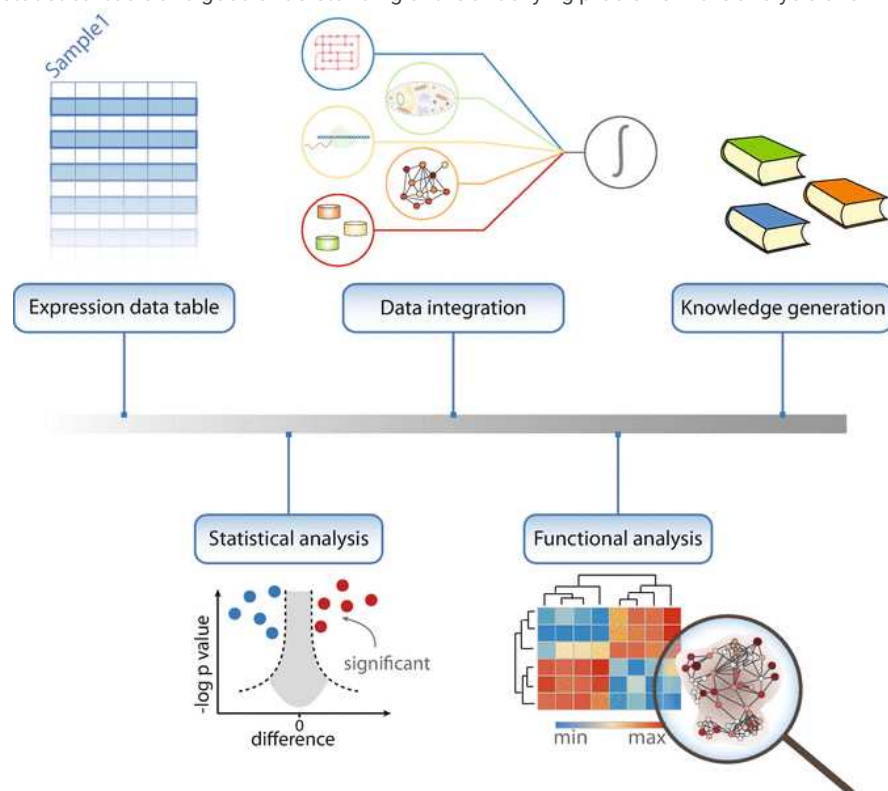 Sample1
Expression data table
Data integration
Knowledge generation
Statistical analysis
Functional analysis
-log p value
significant
0
difference
min
max